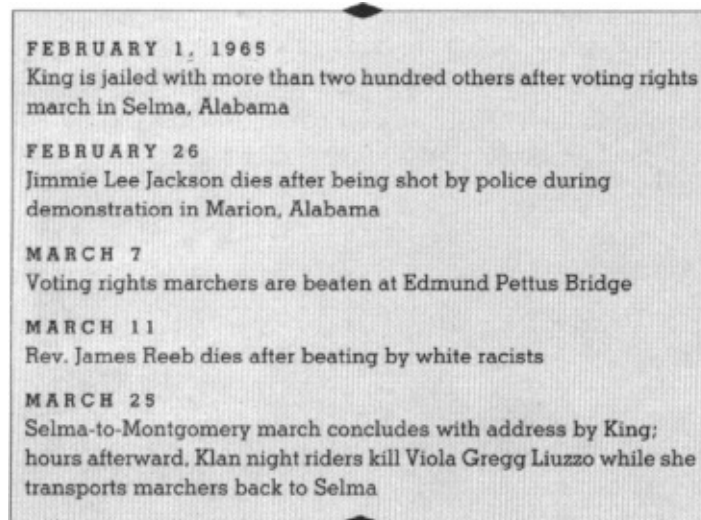 FEBRUARY 1, 1965
King is jailed with more than two hundred others after voting rights
march in Selma, Alabama
FEBRUARY 26
Jimmie Lee Jackson dies after being shot by police during
demonstration in Marion, Alabama
MARCH 7
Voting rights marchers are beaten at Edmund Pettus Bridge
MARCH 11
Rev. James Reeb dies after beating by white racists
MARCH 25
Selma-to-Montgomery march concludes with address by King;
hours afterward, Klan night riders kill Viola Gregg Liuzzo while she
transports marchers back to Selma